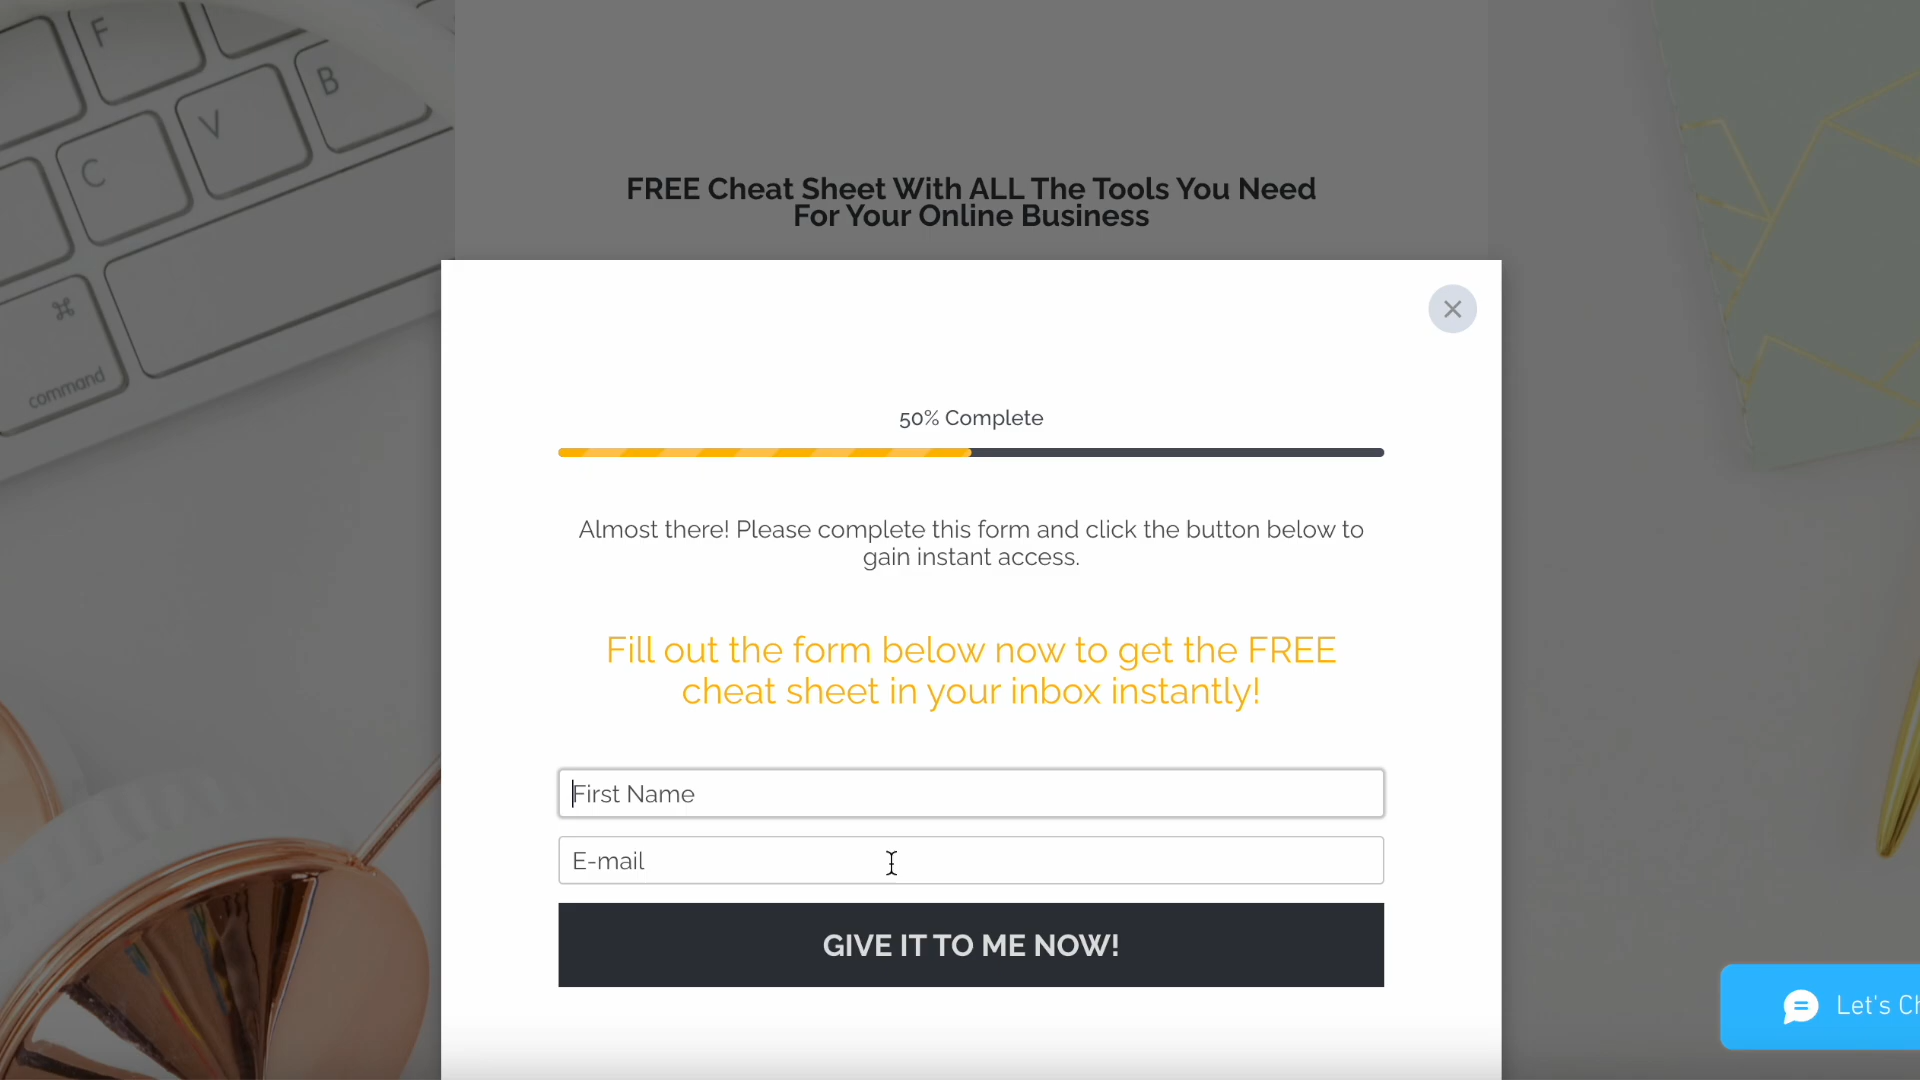 F
B
V
C
⌘
command
FREE Cheat Sheet With ALL The Tools You Need
For Your Online Business
50% Complete
Almost there! Please complete this form and click the button below to
gain instant access.
Fill out the form below now to get the FREE
cheat sheet in your inbox instantly!
First Name
E-mail
GIVE IT TO ME NOW!
Let's